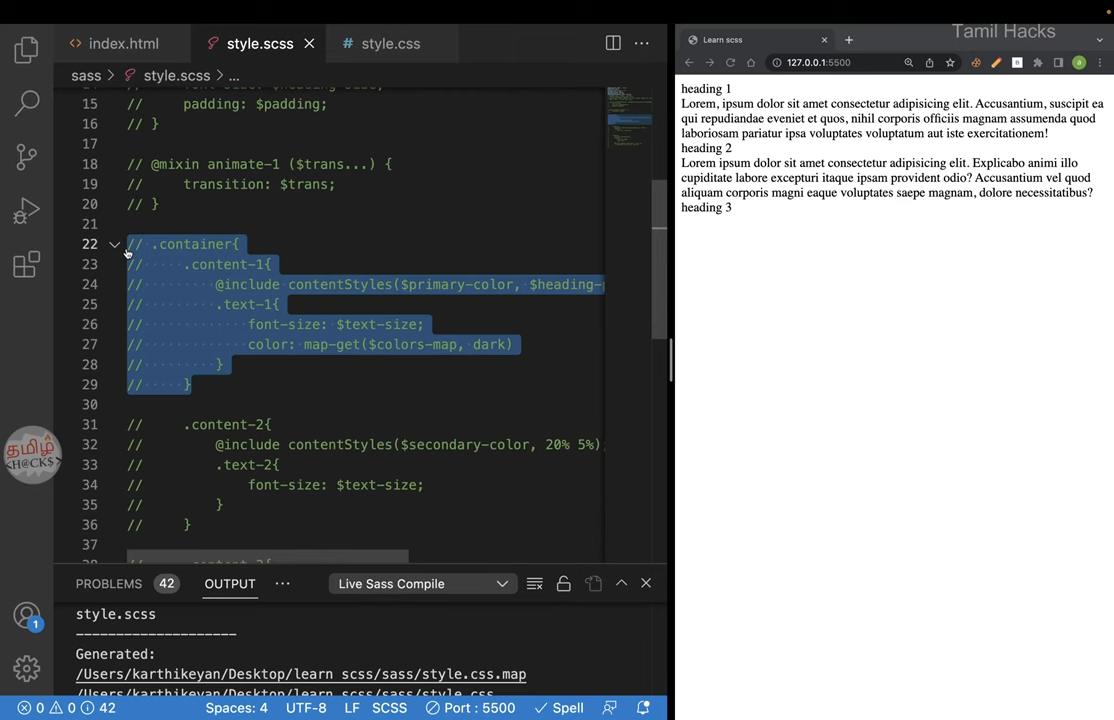 Tamil Hacks
index.html
style.scss
# style.css
Learn scss
sass > style.scss > ...
127.0.0.1:5500
15 // padding: $padding;
16 // }
17
18 // @mixin animate-1 ($trans...) {
19 // transition: $trans;
20 // }
21
22 // .container{
23 // .content-1{
24 // @include contentStyles($primary-color, $heading-
25 // .text-1{
26 // font-size: $text-size;
27 // color: map-get($colors-map, dark)
28 // }
29 // }
30
31 // .content-2{
32 // @include contentStyles($secondary-color, 20% 5%);
33 // .text-2{
34 // font-size: $text-size;
35 // }
36 // }
37
தமிழ்
<H@CK$>
PROBLEMS 42 OUTPUT ... Live Sass Compile
style.scss
--------------------
Generated:
/Users/karthikeyan/Desktop/learn scss/sass/style.css.map
/Users/karthikeyan/Desktop/learn scss/sass/style.css
1
0 0 42 Spaces: 4 UTF-8 LF SCSS Port : 5500 Spell
heading 1
Lorem, ipsum dolor sit amet consectetur adipisicing elit. Accusantium, suscipit ea
qui repudiandae eveniet et quos, nihil corporis officiis magnam assumenda quod
laboriosam pariatur ipsa voluptates voluptatum aut iste exercitationem!
heading 2
Lorem ipsum dolor sit amet consectetur adipisicing elit. Explicabo animi illo
cupiditate labore excepturi itaque ipsam provident odio? Accusantium vel quod
aliquam corporis magni eaque voluptates saepe magnam, dolore necessitatibus?
heading 3